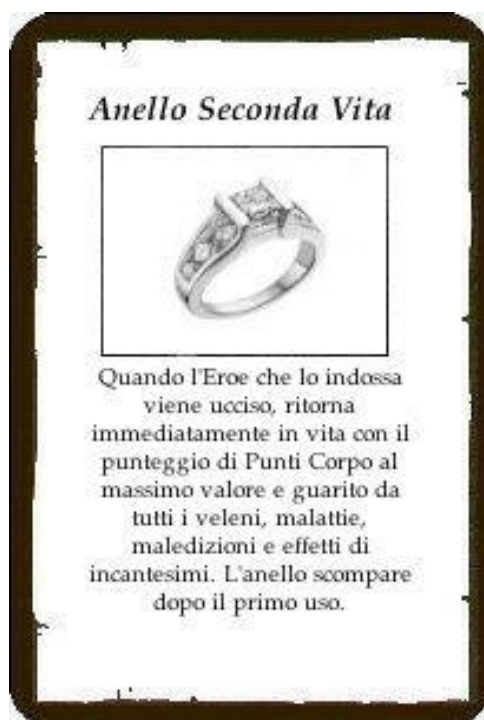 Anello Seconda Vita
Quando l'Eroe che lo indossa
viene ucciso, ritorna
immediatamente in vita con il
punteggio di Punti Corpo al
massimo valore e guarito da
tutti i veleni, malattie,
maledizioni e effetti di
incantesimi. L'anello scompare
dopo il primo uso.